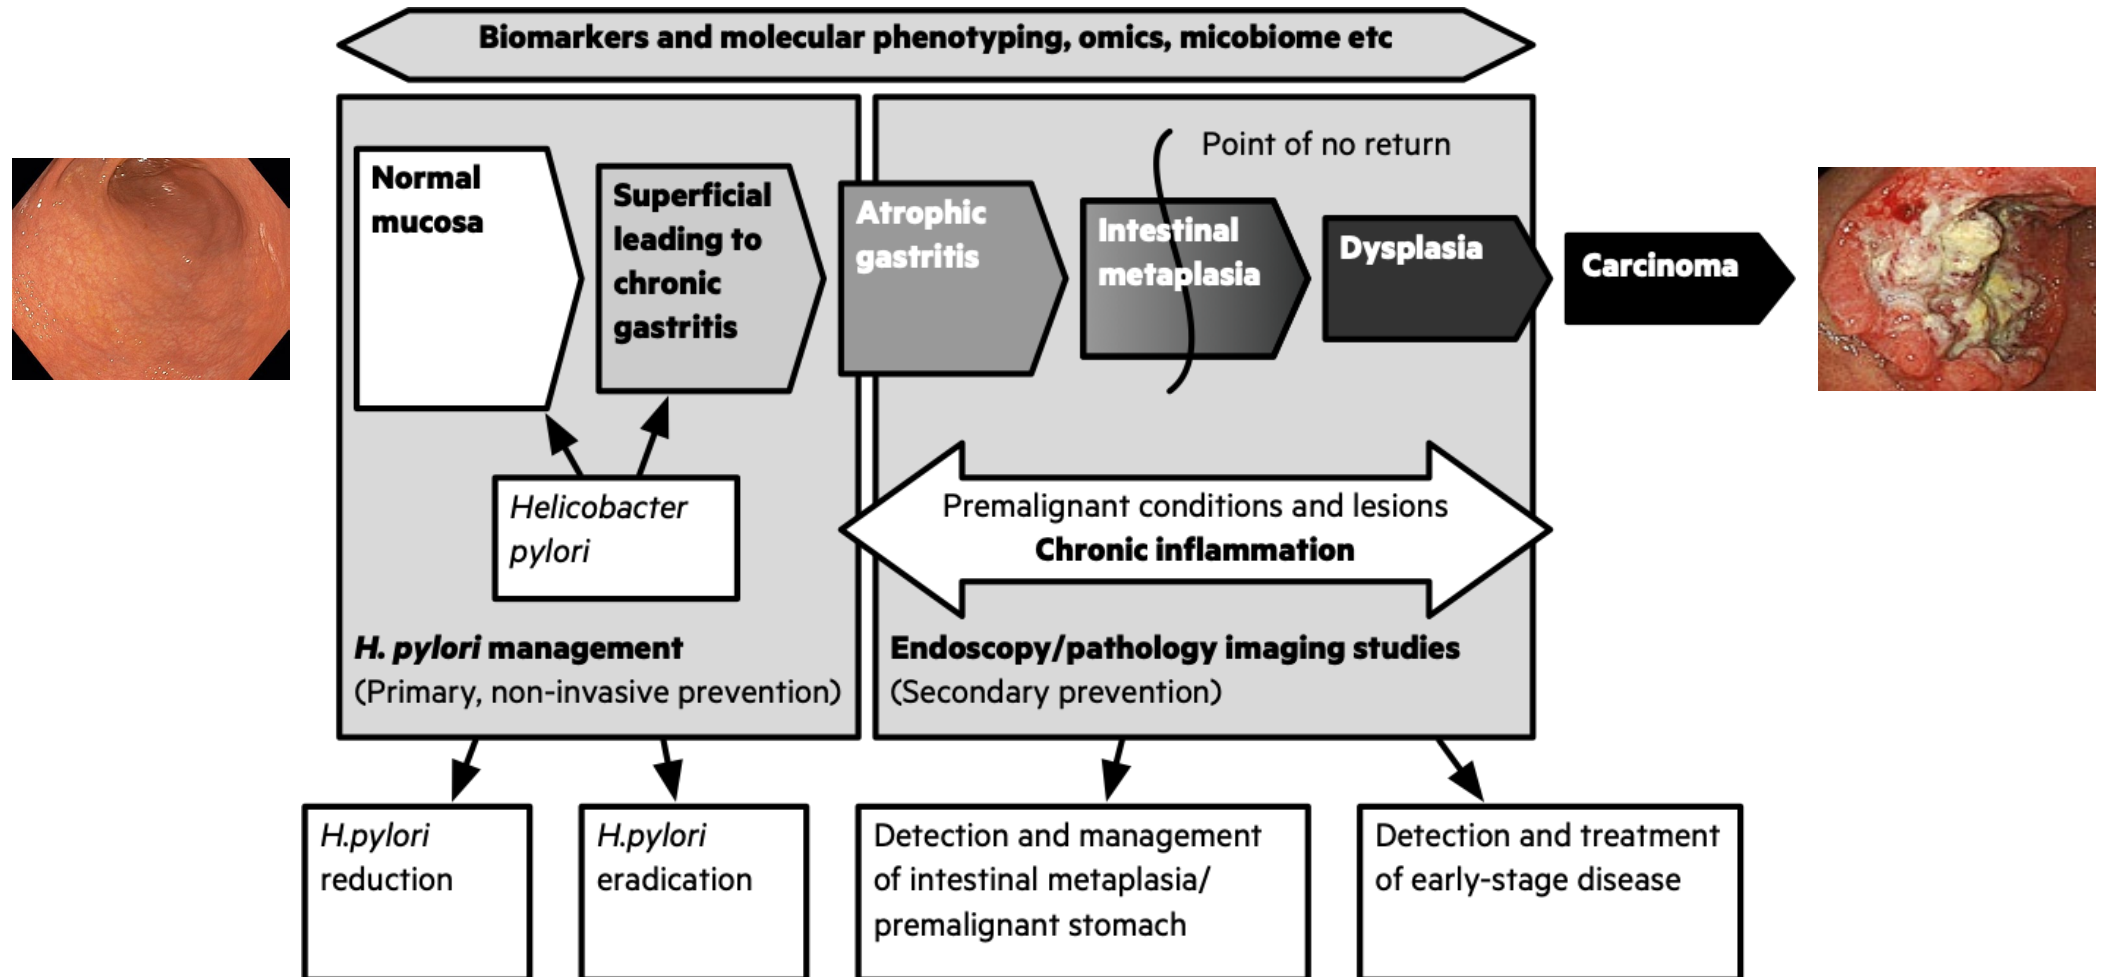 Biomarkers and molecular phenotyping, omics, micobiome etc
Normal
mucosa
Superficial
leading to
chronic
gastritis
Atrophic
gastritis
Point of no return
Intestinal
metaplasia
Dysplasia
Carcinoma
Helicobacter
pylori
Premalignant conditions and lesions
Chronic inflammation
H. pylori management
(Primary, non-invasive prevention)
Endoscopy/pathology imaging studies
(Secondary prevention)
H.pylori
reduction
H.pylori
eradication
Detection and management
of intestinal metaplasia/
premalignant stomach
Detection and treatment
of early-stage disease